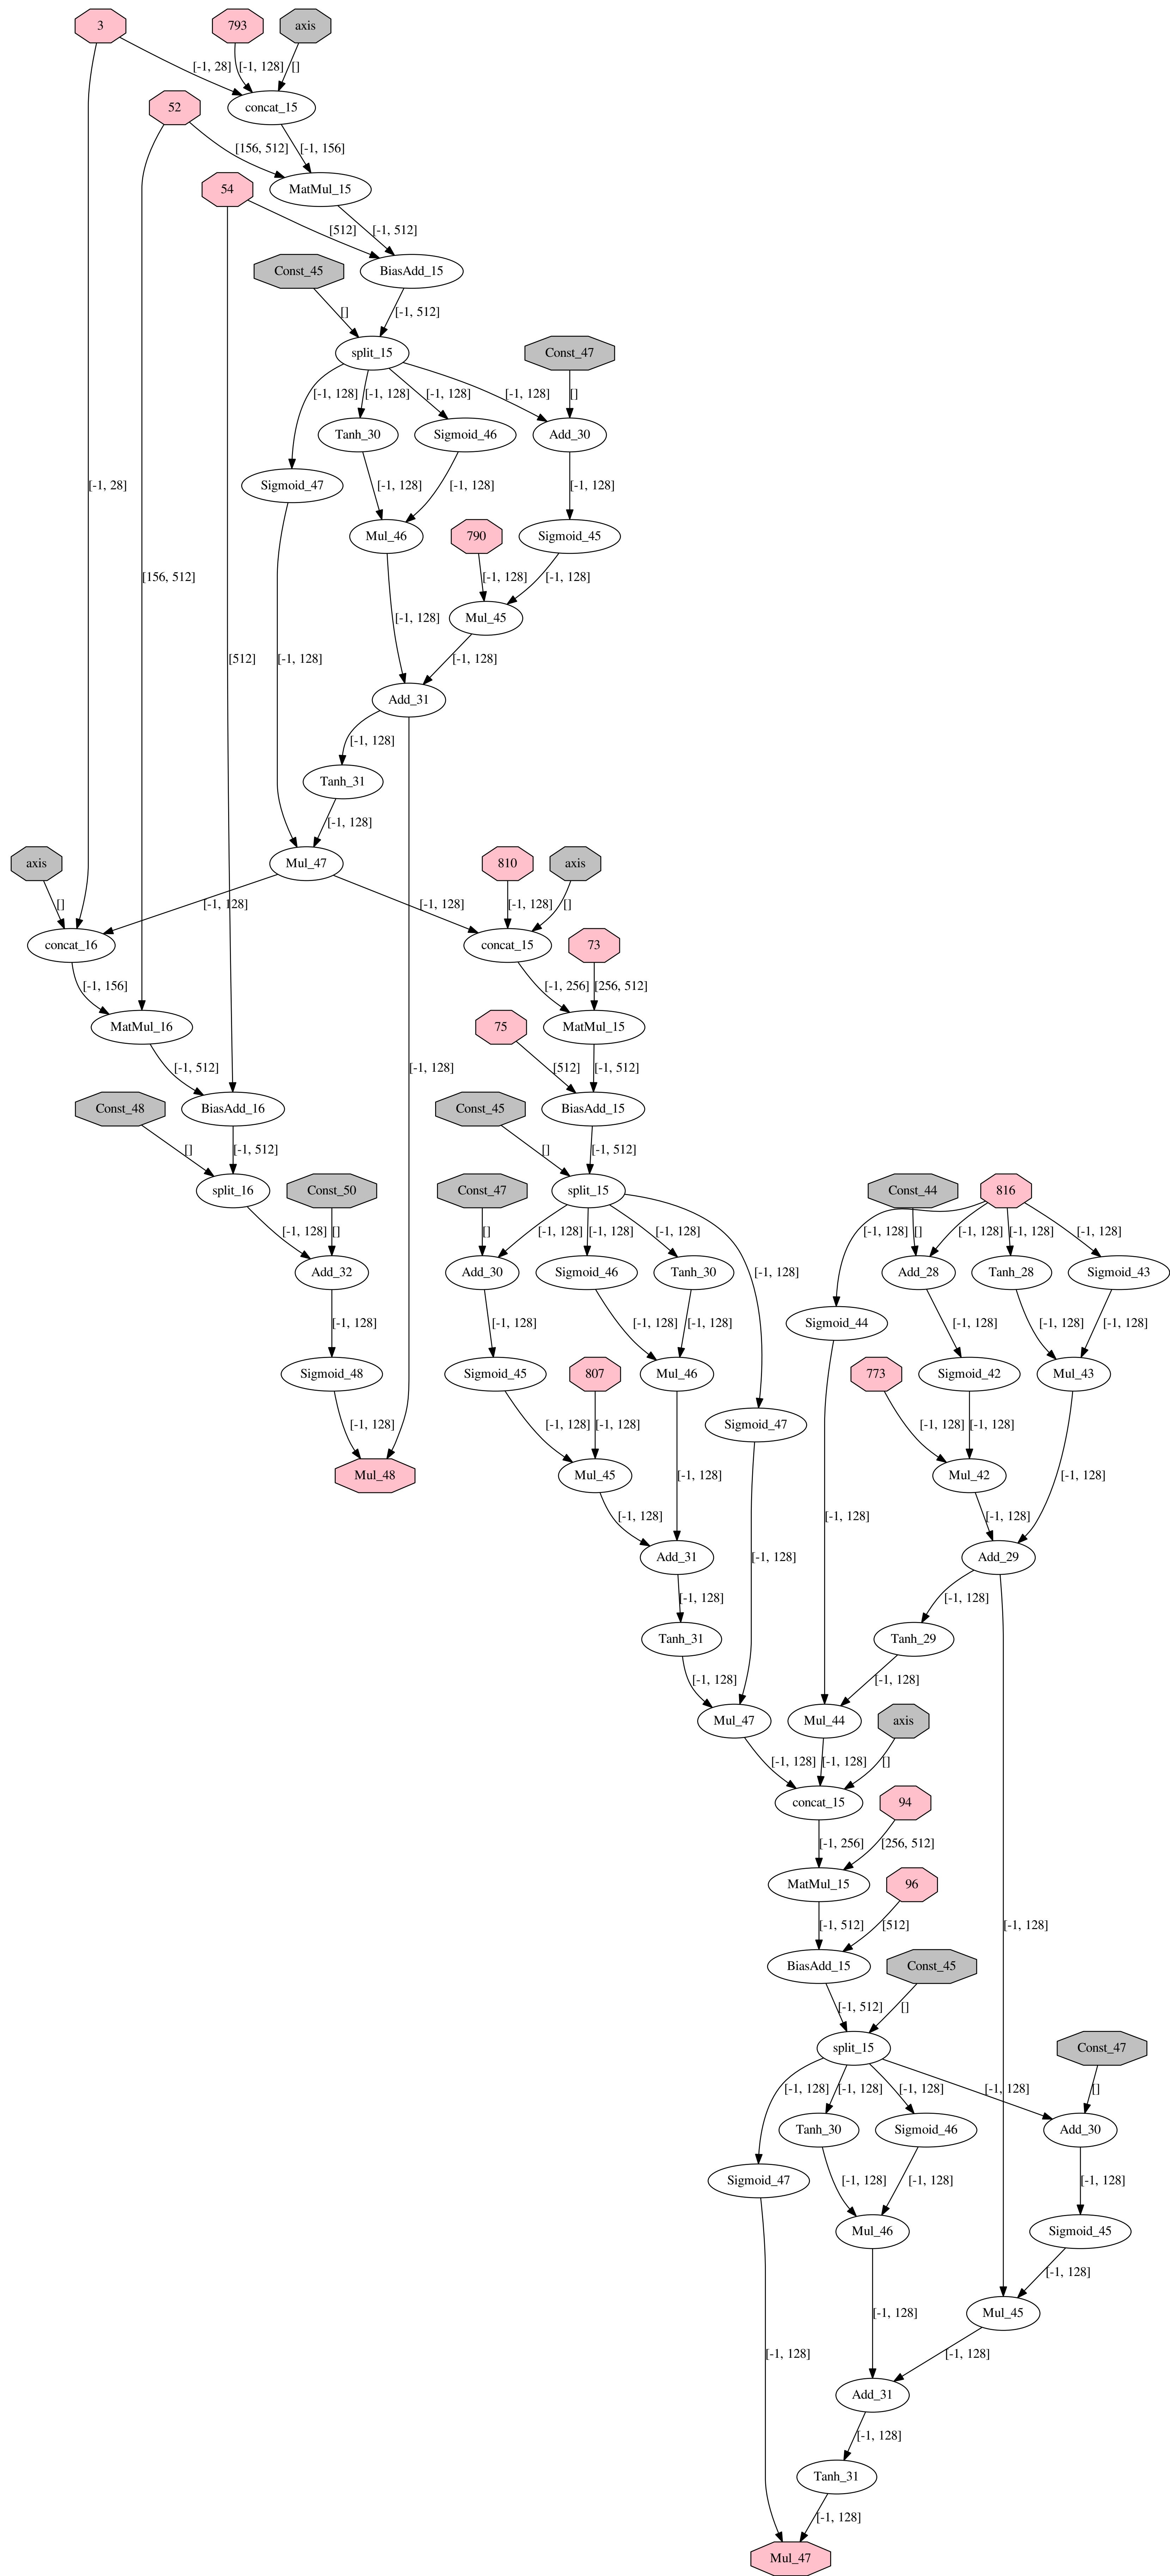 3 793 axis
[-1, 28] [-1, 128] []
52 concat_15
[156, 512] [-1, 156]
54 MatMul_15
[512] [-1, 512]
Const_45 BiasAdd_15
[] [-1, 512]
split_15 Const_47
[-1, 128] [-1, 128] [-1, 128] [-1, 128] []
Tanh_30 Sigmoid_46 Add_30
[-1, 28] Sigmoid_47 [-1, 128] [-1, 128] [-1, 128]
Mul_46 790 Sigmoid_45
[156, 512] [-1, 128] [-1, 128]
[-1, 128] Mul_45
[512] [-1, 128] [-1, 128]
Add_31
[-1, 128]
Tanh_31
[-1, 128]
axis Mul_47 810 axis
[] [-1, 128] [-1, 128] [-1, 128] []
concat_16 concat_15 73
[-1, 156] [-1, 256] [256, 512]
MatMul_16 75 MatMul_15
[-1, 512] [-1, 128] [512] [-1, 512]
Const_48 BiasAdd_16 Const_45 BiasAdd_15
[] [-1, 512] [] [-1, 512]
split_16 Const_50 Const_47 split_15 Const_44 816
[-1, 128] [] [] [-1, 128] [-1, 128] [-1, 128] [-1, 128] [] [-1, 128] [-1, 128] [-1, 128]
Add_32 Add_30 Sigmoid_46 Tanh_30 [-1, 128] Add_28 Tanh_28 Sigmoid_43
[-1, 128] [-1, 128] [-1, 128] [-1, 128] Sigmoid_44 [-1, 128] [-1, 128] [-1, 128]
Sigmoid_48 Sigmoid_45 807 Mul_46 773 Sigmoid_42 Mul_43
[-1, 128] [-1, 128] [-1, 128] Sigmoid_47 [-1, 128] [-1, 128]
Mul_48 Mul_45 [-1, 128] Mul_42 [-1, 128]
[-1, 128] [-1, 128] [-1, 128]
Add_31 [-1, 128] Add_29
[-1, 128] [-1, 128]
Tanh_31 Tanh_29
[-1, 128] [-1, 128]
Mul_47 Mul_44 axis
[-1, 128] [-1, 128] []
concat_15 94
[-1, 256] [256, 512]
MatMul_15 96
[-1, 512] [512] [-1, 128]
BiasAdd_15 Const_45
[-1, 512] []
split_15 Const_47
[-1, 128] [-1, 128] [-1, 128] [-1, 128] []
Tanh_30 Sigmoid_46 Add_30
Sigmoid_47 [-1, 128] [-1, 128] [-1, 128]
Mul_46 Sigmoid_45
[-1, 128]
[-1, 128] Mul_45
[-1, 128] [-1, 128]
Add_31
[-1, 128]
Tanh_31
[-1, 128]
Mul_47